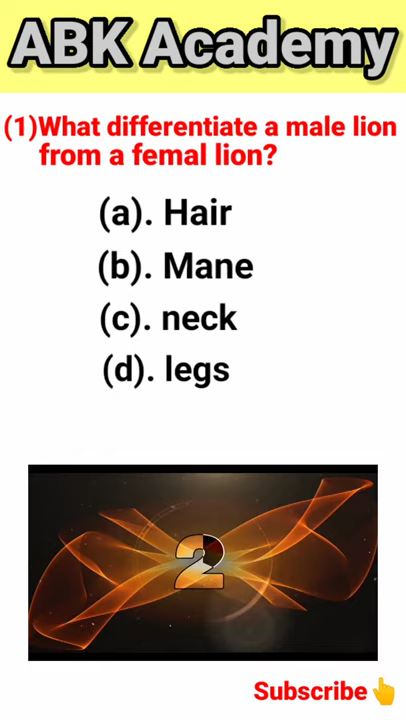 ABK Academy
(1)What differentiate a male lion
from a femal lion?
(a). Hair
(b). Mane
(c). neck
(d). legs
2
Subscribe👆